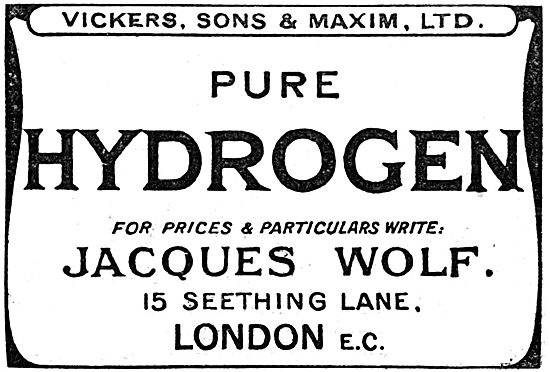 VICKERS, SONS & MAXIM, LTD.
PURE
HYDROGEN
FOR PRICES & PARTICULARS WRITE:
JACQUES WOLF.
15 SEETHING LANE,
LONDON E.C.